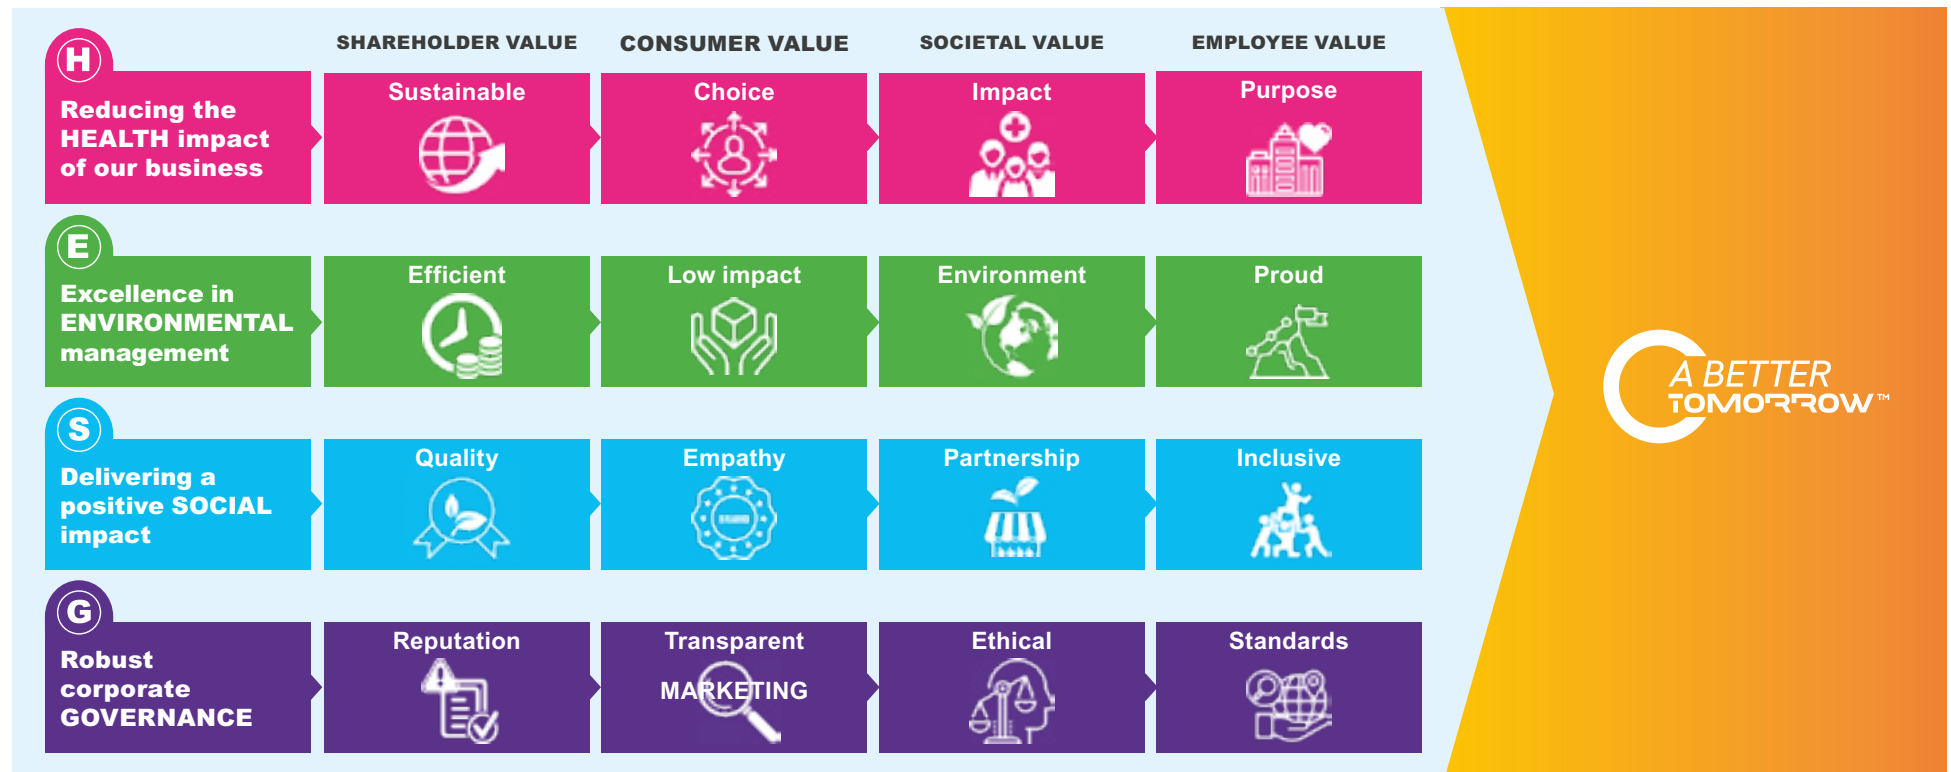 SHAREHOLDER VALUE
CONSUMER VALUE
SOCIETAL VALUE
EMPLOYEE VALUE
H
Reducing the
HEALTH impact
of our business
Sustainable
Choice
Impact
Purpose
E
Excellence in
ENVIRONMENTAL
management
Efficient
Low impact
Environment
Proud
S
Delivering a
positive SOCIAL
impact
Quality
Empathy
Partnership
Inclusive
G
Robust
corporate
GOVERNANCE
Reputation
Transparent
MARKETING
Ethical
Standards
A BETTER
TOMORROW™